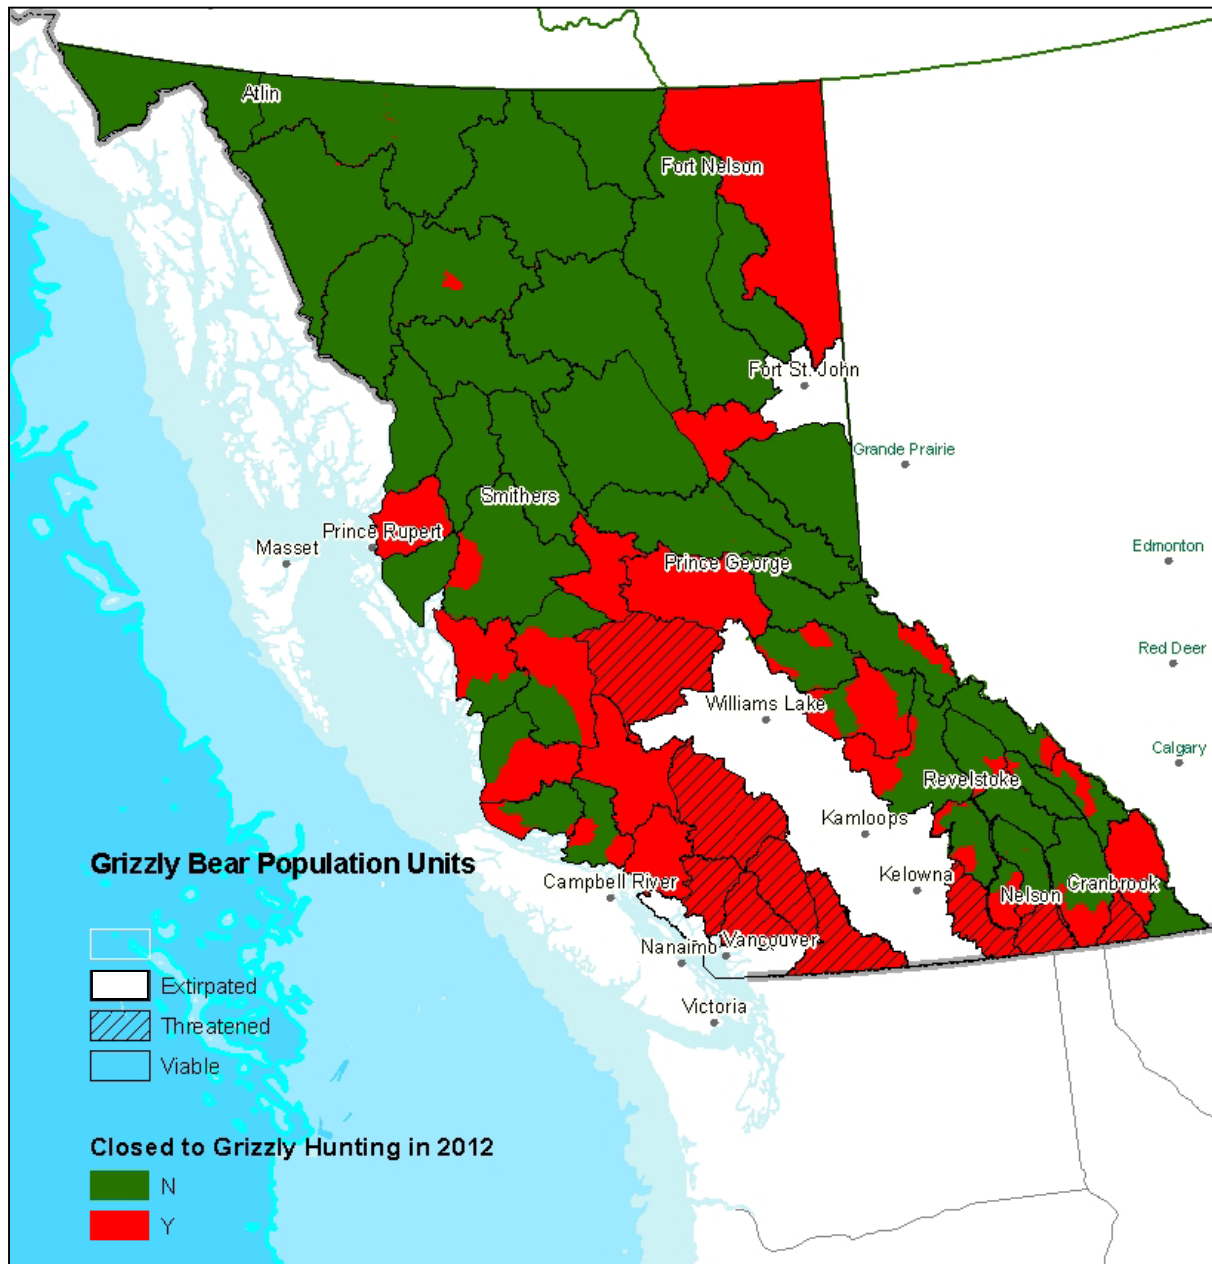 Atlin
Fort Nelson
Fort St. John
Grande Prairie
Smithers
Prince Rupert
Masset
Prince George
Edmonton
Red Deer
Williams Lake
Calgary
Revelstoke
Kamloops
Kelowna
Cranbrook
Nelson
Campbell River
Nanaimo
Vancouver
Victoria
Grizzly Bear Population Units
Extirpated
Threatened
Viable
Closed to Grizzly Hunting in 2012
N
Y